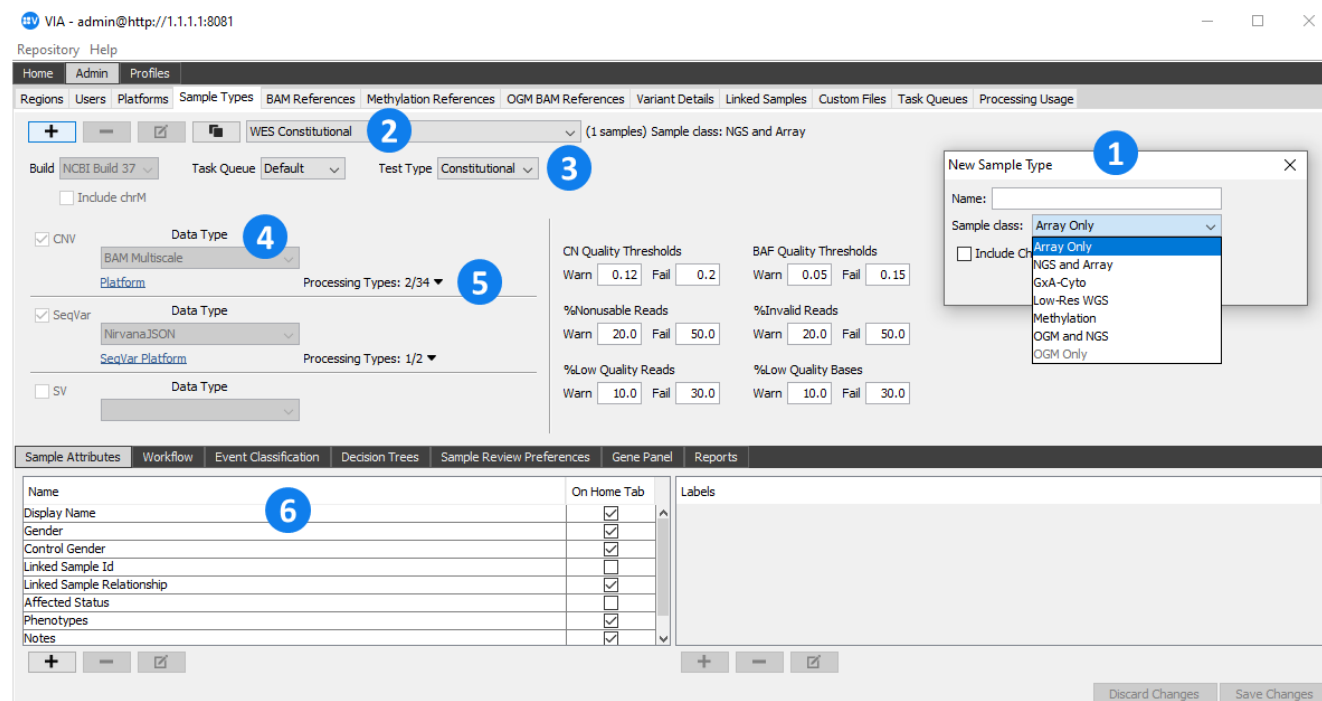 VIA - admin@http://1.1.1.1:8081
Repository Help
Home Admin Profiles
Regions Users Platforms Sample Types BAM References Methylation References OGM BAM References Variant Details Linked Samples Custom Files Task Queues Processing Usage
WES Constitutional 2 (1 samples) Sample class: NGS and Array
Build NCBI Build 37 Task Queue Default Test Type Constitutional 3
Include chrM
New Sample Type 1
Name:
Sample class: Array Only
Include Ch
Array Only
NGS and Array
GxA-Cyto
Low-Res WGS
Methylation
OGM and NGS
OGM Only
CNV Data Type 4
BAM Multiscale
Platform Processing Types: 2/34 5
SeqVar Data Type
NirvanaJSON
SeqVar Platform Processing Types: 1/2
SV Data Type
CN Quality Thresholds BAF Quality Thresholds
Warn 0.12 Fail 0.2 Warn 0.05 Fail 0.15
%Nonusable Reads %Invalid Reads
Warn 20.0 Fail 50.0 Warn 20.0 Fail 50.0
%Low Quality Reads %Low Quality Bases
Warn 10.0 Fail 30.0 Warn 10.0 Fail 30.0
Sample Attributes Workflow Event Classification Decision Trees Sample Review Preferences Gene Panel Reports
Name 6 On Home Tab Labels
Display Name
Gender
Control Gender
Linked Sample Id
Linked Sample Relationship
Affected Status
Phenotypes
Notes
Discard Changes Save Changes